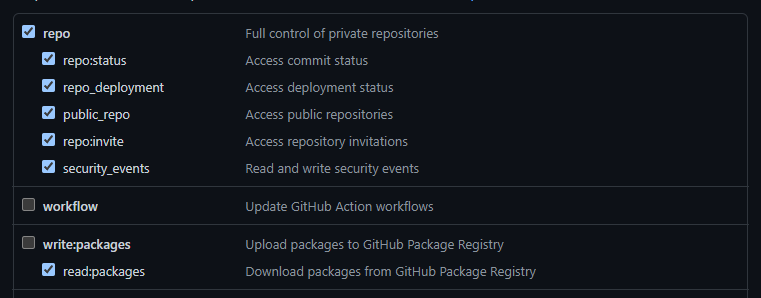 repo Full control of private repositories
repo:status Access commit status
repo_deployment Access deployment status
public_repo Access public repositories
repo:invite Access repository invitations
security_events Read and write security events
workflow Update GitHub Action workflows
write:packages Upload packages to GitHub Package Registry
read:packages Download packages from GitHub Package Registry